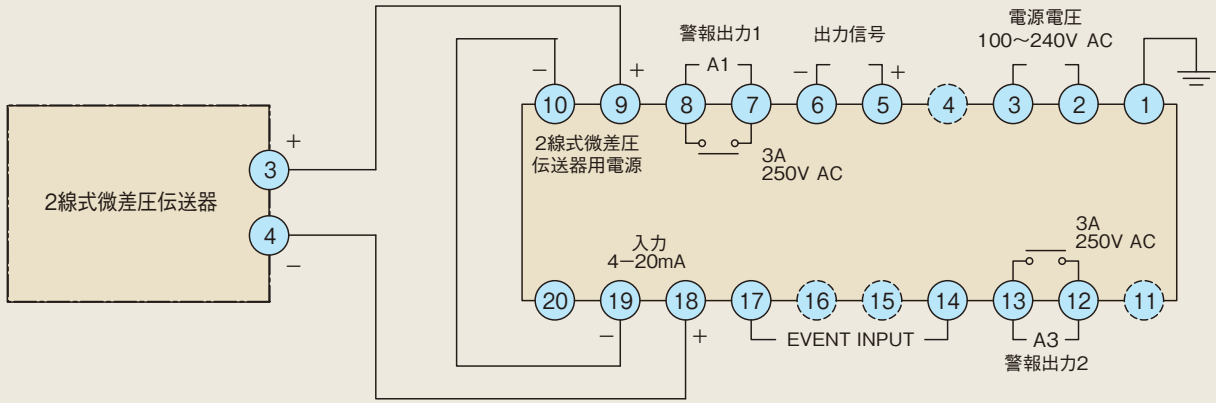 警報出力1
A1
出力信号
電源電圧
100〜240V AC
−
+
−
+
10
9
8
7
6
5
4
3
2
1
2線式微差圧
伝送器用電源
3A
250V AC
+
3
2線式微差圧伝送器
4
−
入力
4−20mA
3A
250V AC
20
19
18
17
16
15
14
13
12
11
−
+
EVENT INPUT
A3
警報出力2